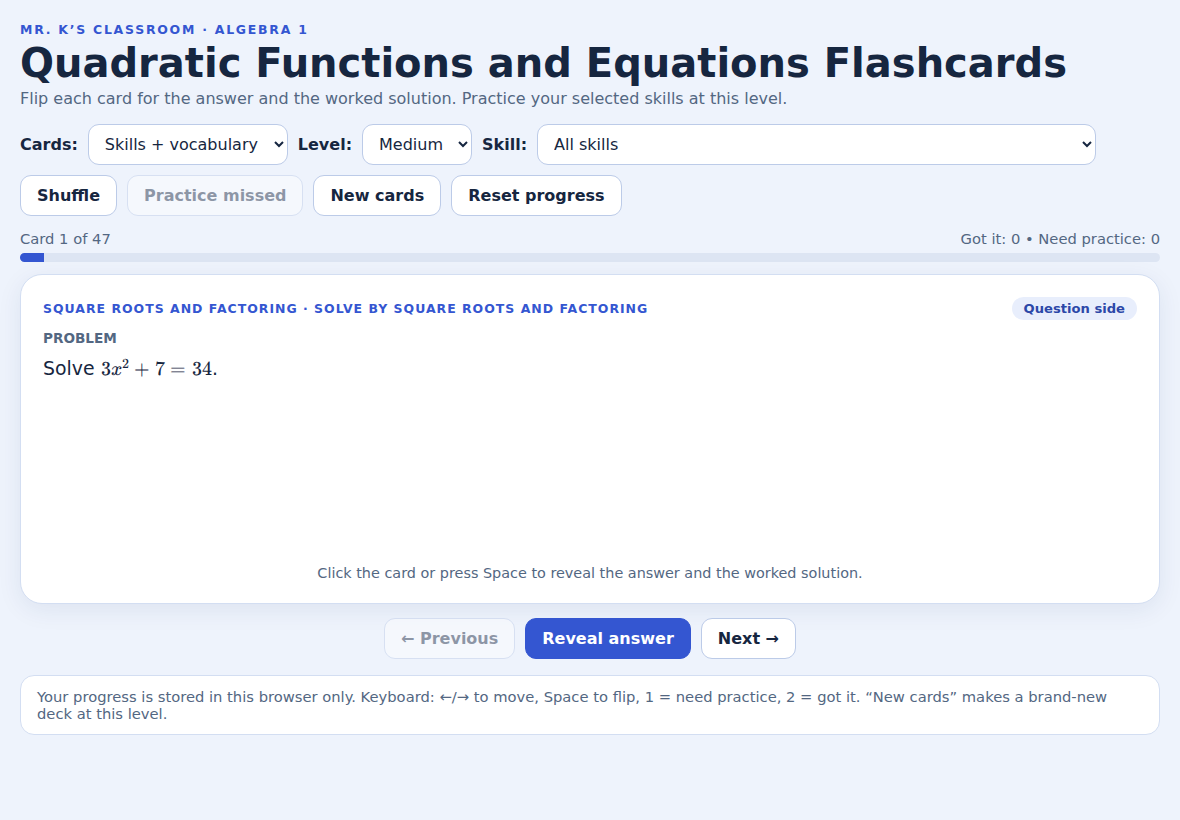 MR. K’S CLASSROOM · ALGEBRA 1
Quadratic Functions and Equations Flashcards
Flip each card for the answer and the worked solution. Practice your selected skills at this level.
Cards: Skills + vocabulary Level: Medium Skill: All skills
Shuffle Practice missed New cards Reset progress
Card 1 of 47 Got it: 0 • Need practice: 0
SQUARE ROOTS AND FACTORING · SOLVE BY SQUARE ROOTS AND FACTORING Question side
PROBLEM
Solve 3x² + 7 = 34.
Click the card or press Space to reveal the answer and the worked solution.
← Previous Reveal answer Next →
Your progress is stored in this browser only. Keyboard: ←/→ to move, Space to flip, 1 = need practice, 2 = got it. “New cards” makes a brand-new
deck at this level.